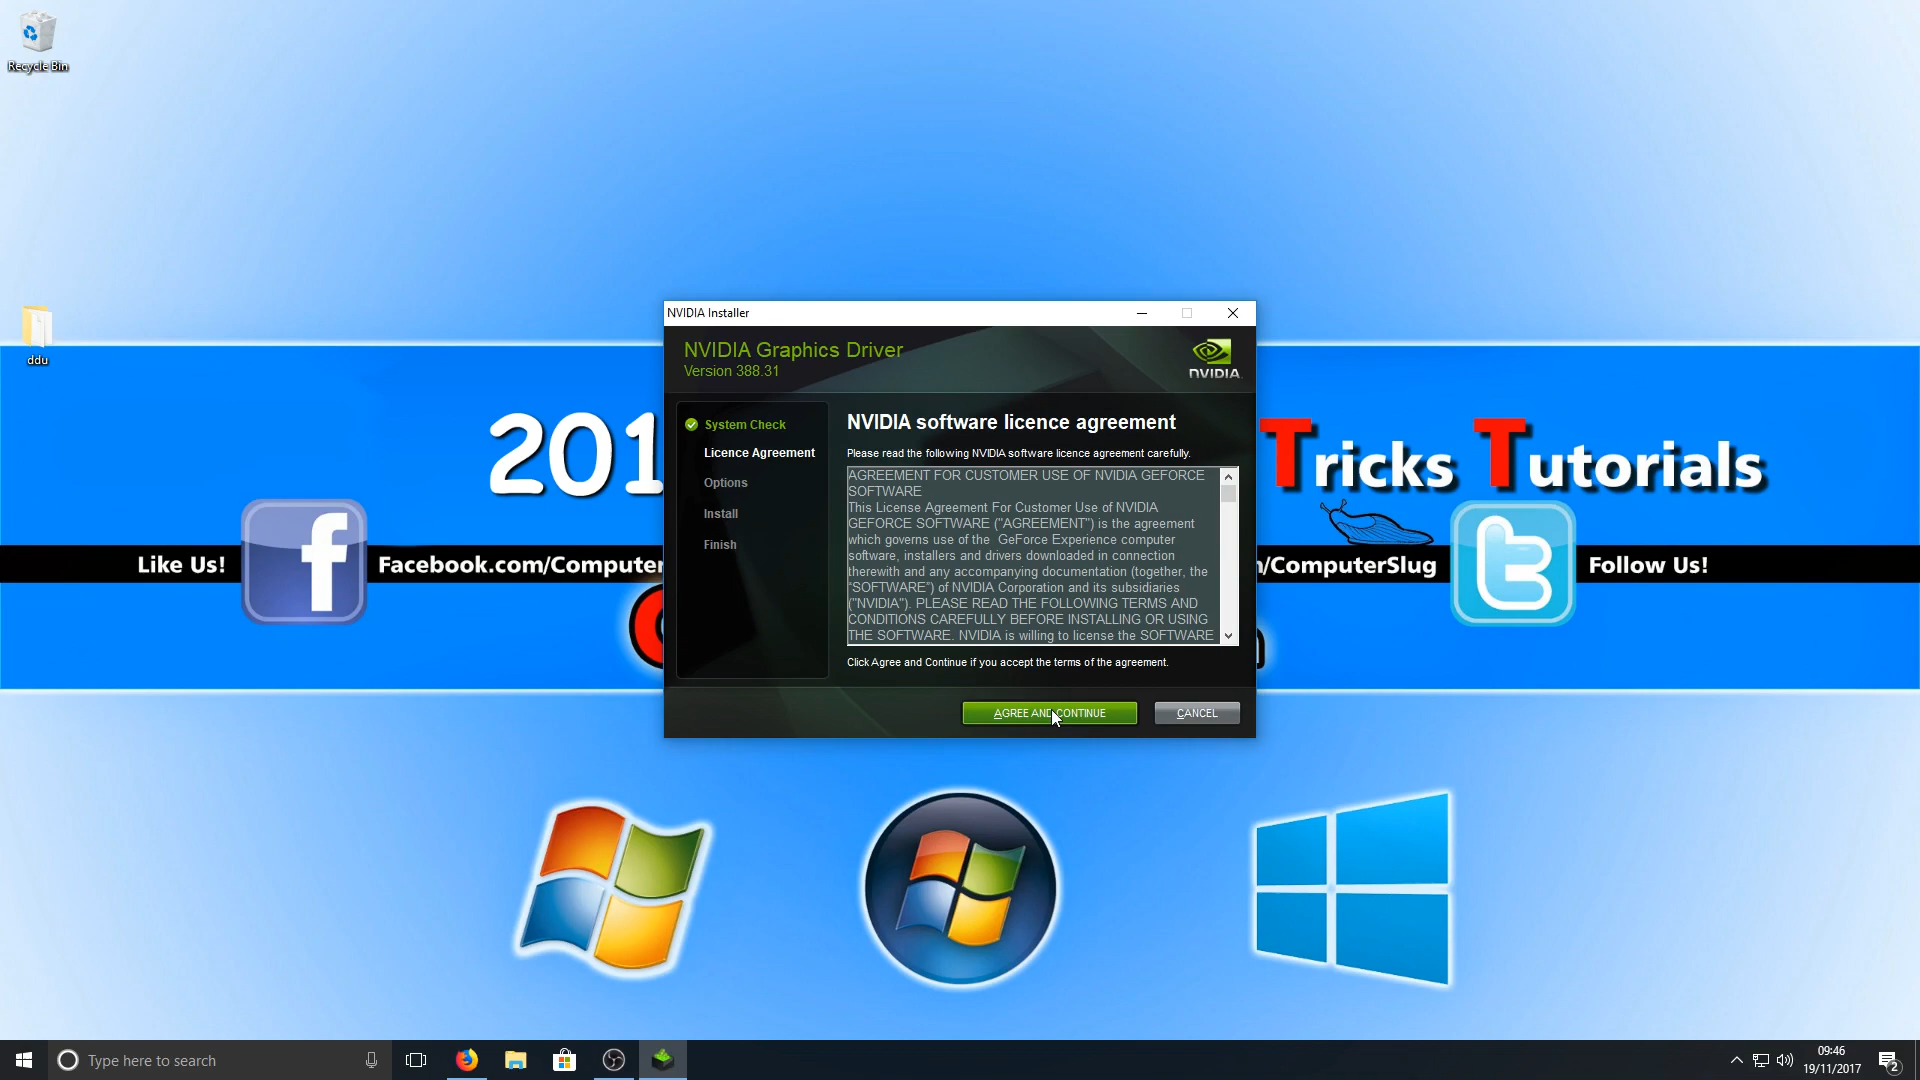 Recycle Bin
ddu
NVIDIA Installer
NVIDIA Graphics Driver
Version 388.31
NVIDIA
System Check
Licence Agreement
Options
Install
Finish
NVIDIA software licence agreement
Please read the following NVIDIA software licence agreement carefully.
AGREEMENT FOR CUSTOMER USE OF NVIDIA GEFORCE
SOFTWARE
This License Agreement For Customer Use of NVIDIA
GEFORCE SOFTWARE ("AGREEMENT") is the agreement
which governs use of the  GeForce Experience computer
software, installers and drivers downloaded in connection
therewith and any accompanying documentation (together, the
"SOFTWARE") of NVIDIA Corporation and its subsidiaries
("NVIDIA"). PLEASE READ THE FOLLOWING TERMS AND
CONDITIONS CAREFULLY BEFORE INSTALLING OR USING
THE SOFTWARE. NVIDIA is willing to license the SOFTWARE
Click Agree and Continue if you accept the terms of the agreement.
AGREE AND CONTINUE
CANCEL
201
Tricks Tutorials
Like Us!
Facebook.com/Computer
/ComputerSlug
Follow Us!
Type here to search
09:46
19/11/2017
2